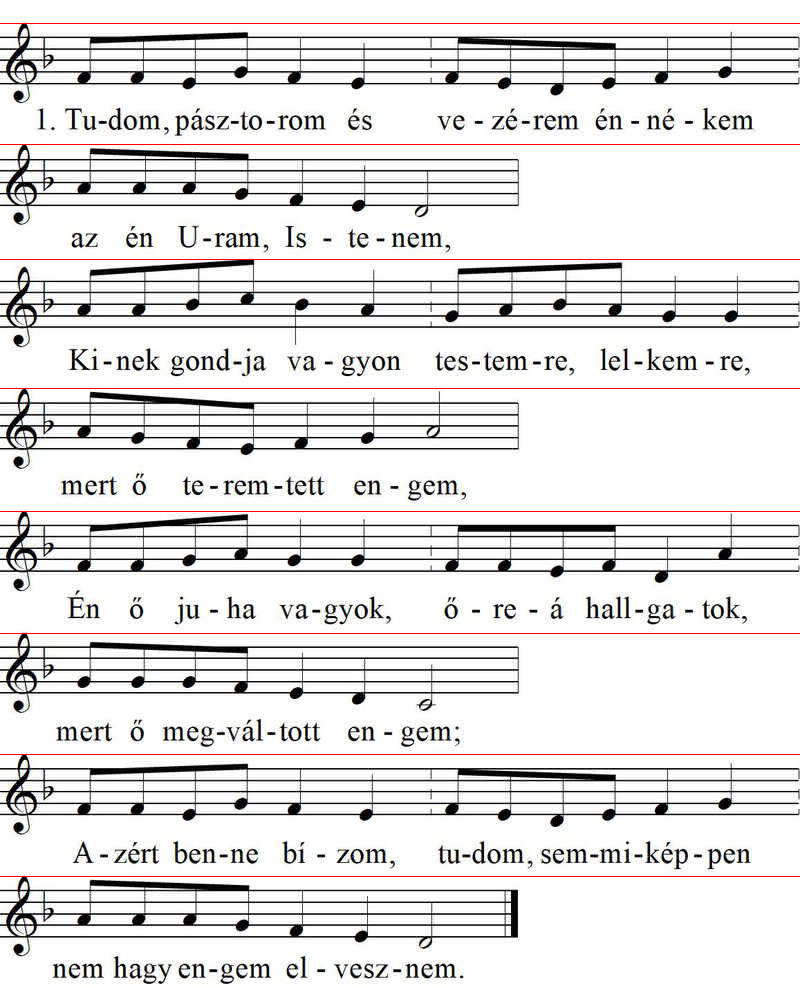 1. Tu-dom, pász-to-rom és ve - zé-rem én - né - kem
az én U-ram, Is - te - nem,
Ki-nek gond-ja va - gyon tes-tem-re, lel-kem - re,
mert ő te-rem-tett en - gem,
Én ő ju - ha va-gyok, ő - re - á hall-ga - tok,
mert ő meg-vál-tott en - gem;
A - zért ben-ne bí - zom, tu-dom, sem-mi-kép-pen
nem hagy en-gem el - vesz-nem.